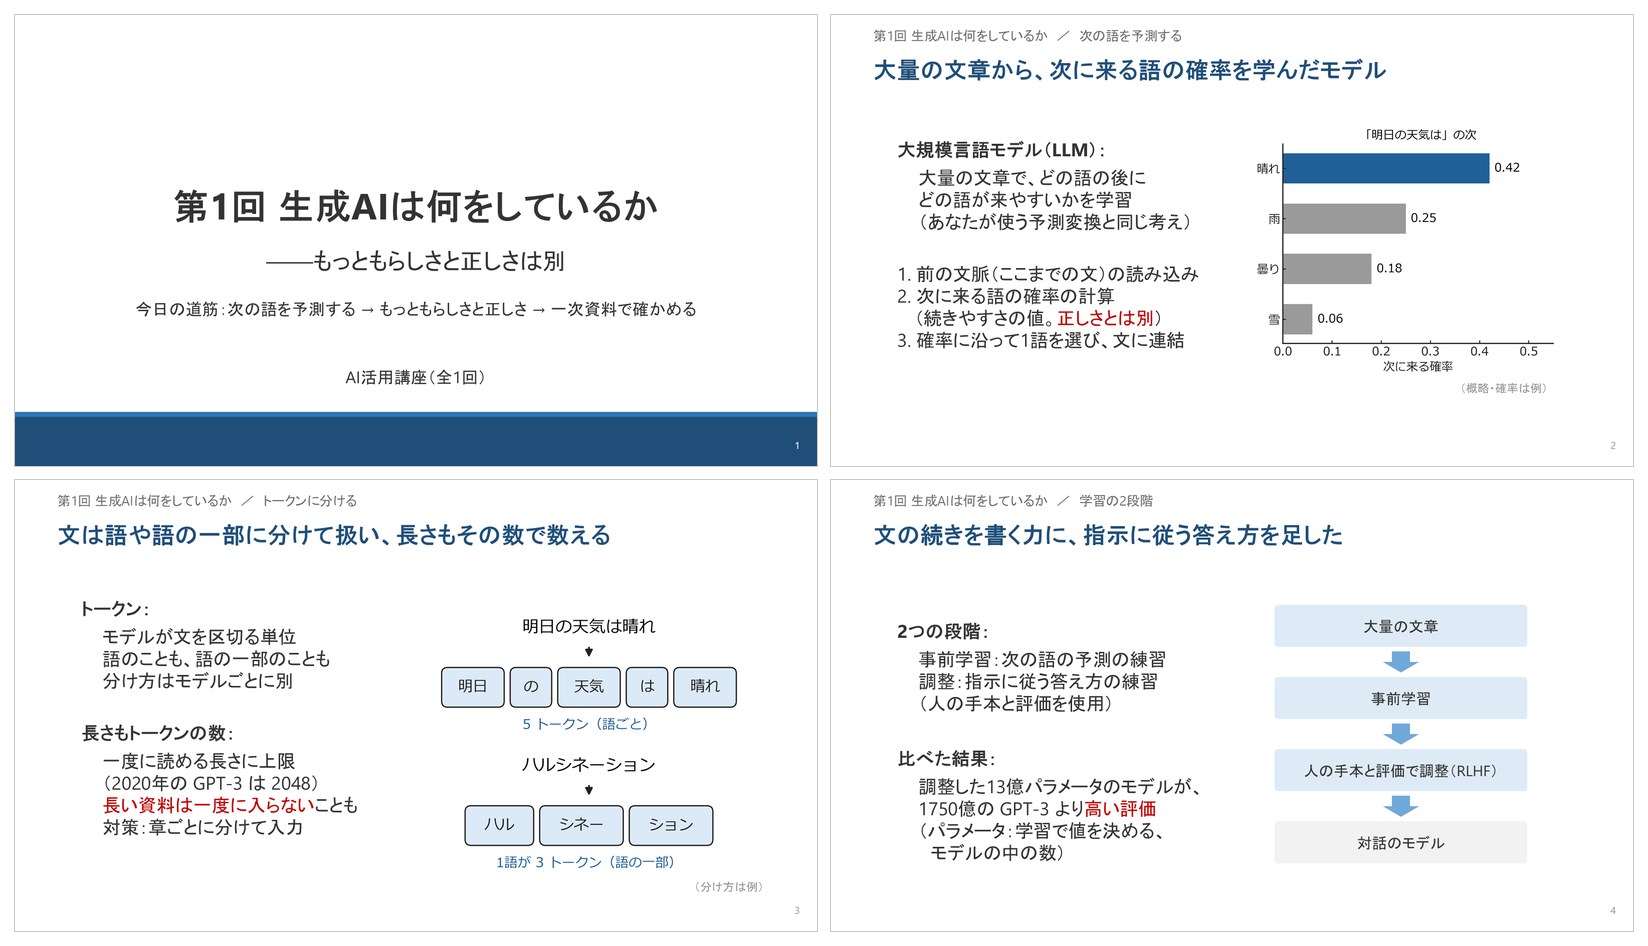 第1回 生成AIは何をしているか
――もっともらしさと正しさは別
今日の道筋：次の語を予測する → もっともらしさと正しさ → 一次資料で確かめる
AI活用講座（全1回）
1
第1回 生成AIは何をしているか ／ 次の語を予測する
大量の文章から、次に来る語の確率を学んだモデル
大規模言語モデル（LLM）：
大量の文章で、どの語の後に
どの語が来やすいかを学習
（あなたが使う予測変換と同じ考え）
1. 前の文脈（ここまでの文）の読み込み
2. 次に来る語の確率の計算
（続きやすさの値。正しさとは別）
3. 確率に沿って1語を選び、文に連結
「明日の天気は」の次
晴れ 0.42
雨 0.25
曇り 0.18
雪 0.06
0.0 0.1 0.2 0.3 0.4 0.5
次に来る確率
（概略・確率は例）
2
第1回 生成AIは何をしているか ／ トークンに分ける
文は語や語の一部に分けて扱い、長さもその数で数える
トークン：
モデルが文を区切る単位
語のことも、語の一部のことも
分け方はモデルごとに別
長さもトークンの数：
一度に読める長さに上限
（2020年の GPT-3 は 2048）
長い資料は一度に入らないことも
対策：章ごとに分けて入力
明日の天気は晴れ
明日 の 天気 は 晴れ
5 トークン（語ごと）
ハルシネーション
ハル シネー ション
1語が 3 トークン（語の一部）
（分け方は例）
3
第1回 生成AIは何をしているか ／ 学習の2段階
文の続きを書く力に、指示に従う答え方を足した
2つの段階：
事前学習：次の語の予測の練習
調整：指示に従う答え方の練習
（人の手本と評価を使用）
比べた結果：
調整した13億パラメータのモデルが、
1750億の GPT-3 より高い評価
（パラメータ：学習で値を決める、
モデルの中の数）
大量の文章
事前学習
人の手本と評価で調整（RLHF）
対話のモデル
4